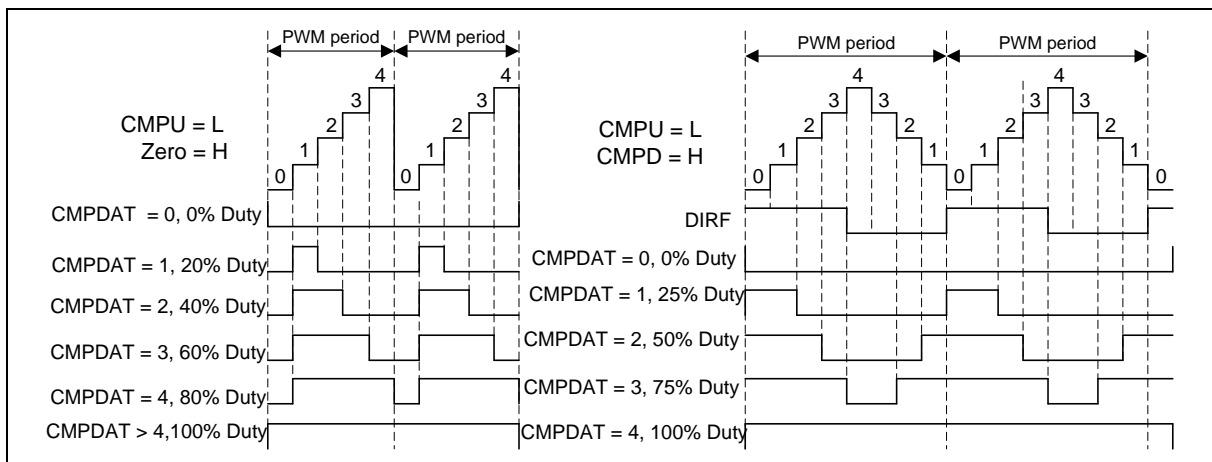 PWM period PWM period
4 4
3 3
2 2
1 1
0 0
CMPU = L
Zero = H
CMPDAT = 0, 0% Duty
CMPDAT = 1, 20% Duty
CMPDAT = 2, 40% Duty
CMPDAT = 3, 60% Duty
CMPDAT = 4, 80% Duty
CMPDAT > 4,100% Duty
PWM period PWM period
4 4
3 3 3 3
2 2 2 2
1 1 1 1
0 0 0
CMPU = L
CMPD = H
DIRF
CMPDAT = 0, 0% Duty
CMPDAT = 1, 25% Duty
CMPDAT = 2, 50% Duty
CMPDAT = 3, 75% Duty
CMPDAT = 4, 100% Duty